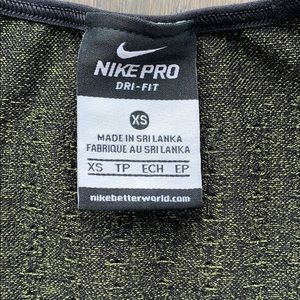 NIKE PRO
DRI-FIT
XS
MADE IN SRI LANKA
FABRIQUE AU SRI LANKA
XS TP ECH EP
nikebetterworld.com